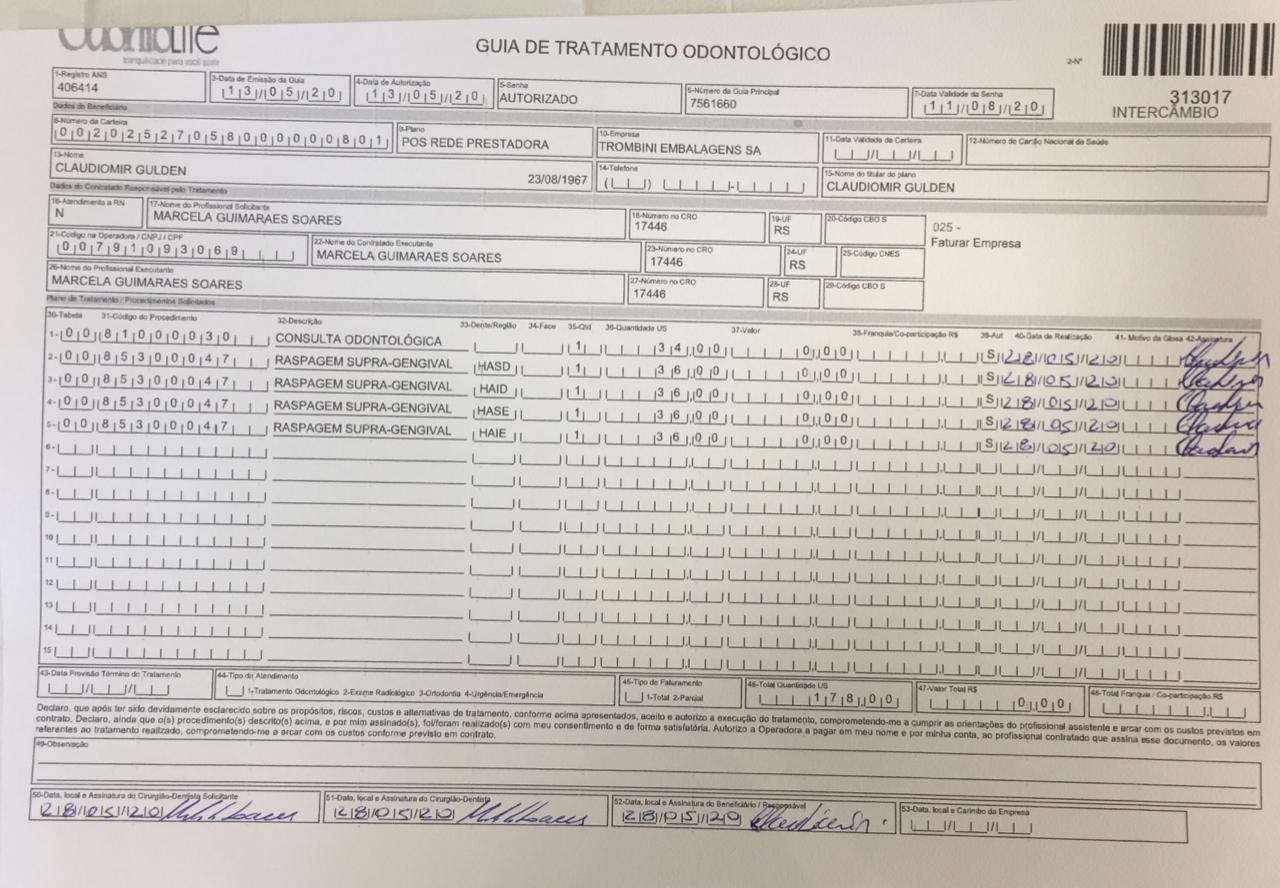 OdontoLife
tranquilidade para você sorrir
GUIA DE TRATAMENTO ODONTOLÓGICO
2-Nº
313017
INTERCÂMBIO
1-Registro ANS
406414
3-Data de Emissão da Guia
13/05/20
4-Data de Autorização
13/05/20
5-Senha
AUTORIZADO
6-Número da Guia Principal
7561660
7-Data Validade da Senha
11/08/20
Dados do Beneficiário
8-Número da Carteira
00202527058000000801
9-Plano
POS REDE PRESTADORA
10-Empresa
TROMBINI EMBALAGENS SA
11-Data Validade da Carteira
12-Número do Cartão Nacional de Saúde
13-Nome
CLAUDIOMIR GULDEN 23/08/1967
14-Telefone
15-Nome do titular do plano
CLAUDIOMIR GULDEN
Dados do Contratado Responsável pelo Tratamento
16-Atendimento a RN
N
17-Nome do Profissional Solicitante
MARCELA GUIMARAES SOARES
18-Número no CRO
17446
19-UF
RS
20-Código CBO S
025 -
Faturar Empresa
21-Código na Operadora / CNPJ / CPF
00791093069
22-Nome do Contratado Executante
MARCELA GUIMARAES SOARES
23-Número no CRO
17446
24-UF
RS
25-Código CNES
26-Nome do Profissional Executante
MARCELA GUIMARAES SOARES
27-Número no CRO
17446
28-UF
RS
29-Código CBO S
Plano de Tratamento / Procedimentos Solicitados
30-Tabela 31-Código do Procedimento 32-Descrição 33-Dente/Região 34-Face 35-Qtd 36-Quantidade US 37-Valor 38-Franquia/Co-participação R$ 39-Aut 40-Data de Realização 41- Motivo da Glosa 42-Assinatura
1- 00 81000030 CONSULTA ODONTOLÓGICA 1 34,00 0,00 S 28/05/20
2- 00 85300047 RASPAGEM SUPRA-GENGIVAL HASD 1 36,00 0,00 S 28/05/20
3- 00 85300047 RASPAGEM SUPRA-GENGIVAL HAID 1 36,00 0,00 S 28/05/20
4- 00 85300047 RASPAGEM SUPRA-GENGIVAL HASE 1 36,00 0,00 S 28/05/20
5- 00 85300047 RASPAGEM SUPRA-GENGIVAL HAIE 1 36,00 0,00 S 28/05/20
6-
7-
8-
9-
10
11
12
13
14
15
43-Data Previsão Término do Tratamento
44-Tipo de Atendimento
1-Tratamento Odontológico 2-Exame Radiológico 3-Ortodontia 4-Urgência/Emergência
45-Tipo de Faturamento
1-Total 2-Parcial
46-Total Quantidade US
178,00
47-Valor Total R$
0,00
48-Total Franquia / Co-participação R$
Declaro, que após ter sido devidamente esclarecido sobre os propósitos, riscos, custos e alternativas de tratamento, conforme acima apresentados, aceito e autorizo a execução do tratamento, comprometendo-me a cumprir as orientações do profissional assistente e arcar com os custos previstos em
contrato. Declaro, ainda que o(s) procedimento(s) descrito(s) acima, e por mim assinado(s), foi/foram realizado(s) com meu consentimento e de forma satisfatória. Autorizo a Operadora a pagar em meu nome e por minha conta, ao profissional contratado que assina esse documento, os valores
referentes ao tratamento realizado, comprometendo-me a arcar com os custos conforme previsto em contrato.
49-Observação
50-Data, local e Assinatura do Cirurgião-Dentista Solicitante
28/05/20
51-Data, local e Assinatura do Cirurgião-Dentista
28/05/20
52-Data, local e Assinatura do Beneficiário / Responsável
28/05/20
53-Data, local e Carimbo da Empresa